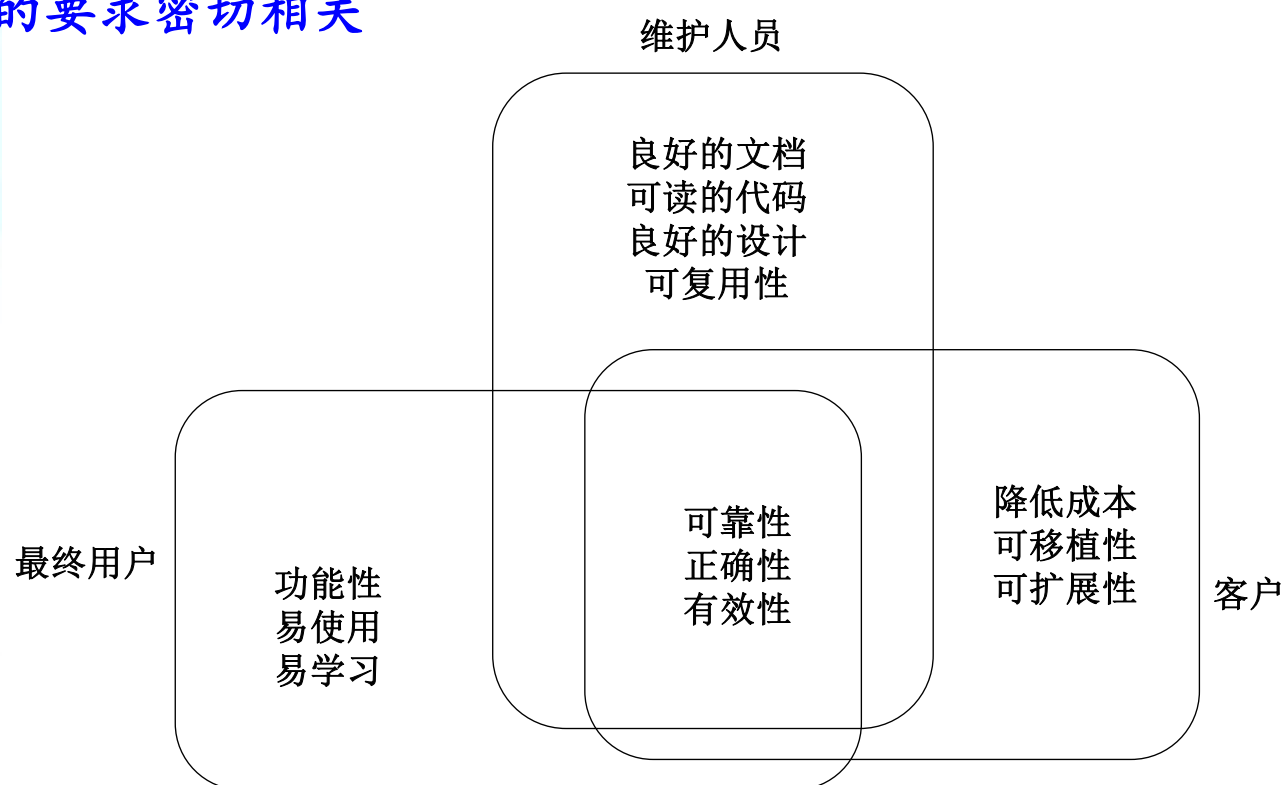 的要求密切相关
维护人员
良好的文档
可读的代码
良好的设计
可复用性
最终用户
功能性
易使用
易学习
可靠性
正确性
有效性
降低成本
可移植性
可扩展性
客户